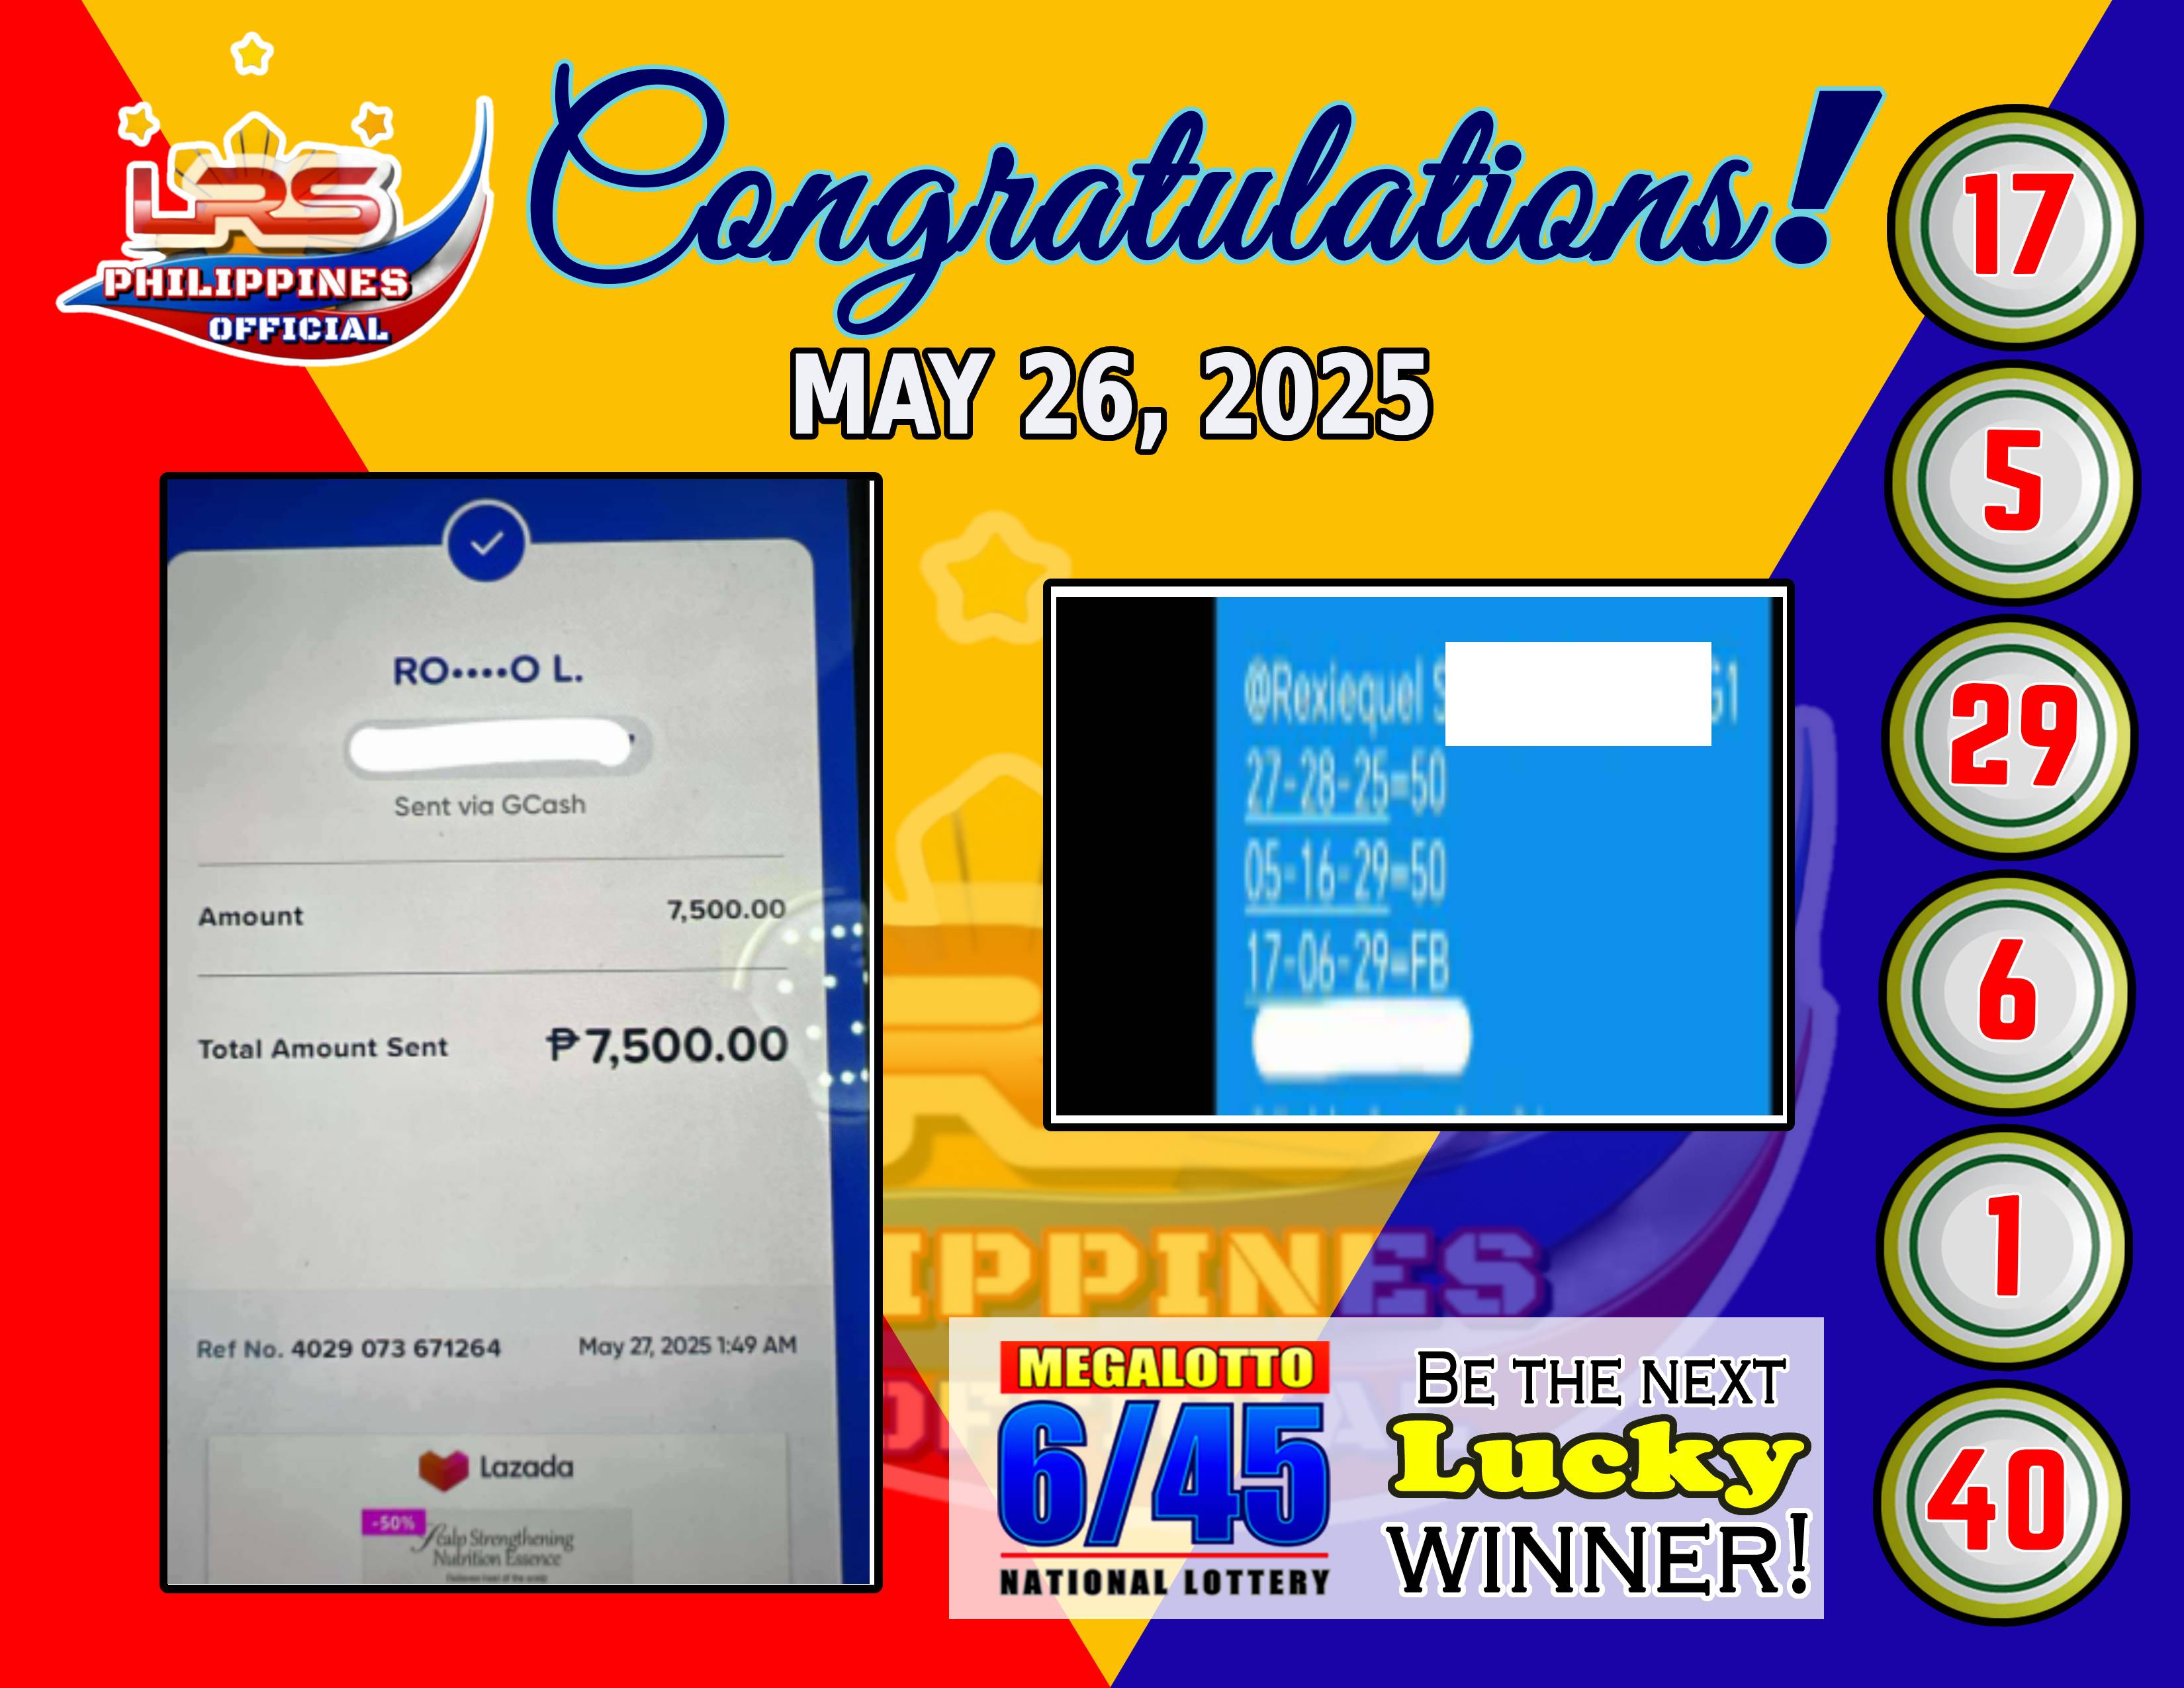 LRS
PHILIPPINES
OFFICIAL
Congratulations!
MAY 26, 2025
RO••••O L.
Sent via GCash
Amount 7,500.00
Total Amount Sent ₱7,500.00
Ref No. 4029 073 671264 May 27, 2025 1:49 AM
Lazada
-50%
Scalp Strengthening
Nutrition Essence
@Rexiequel S G1
27-28-25=50
05-16-29=50
17-06-29=FB
IPPINES
MEGALOTTO
6/45
NATIONAL LOTTERY
BE THE NEXT
Lucky
WINNER!
17
5
29
6
1
40